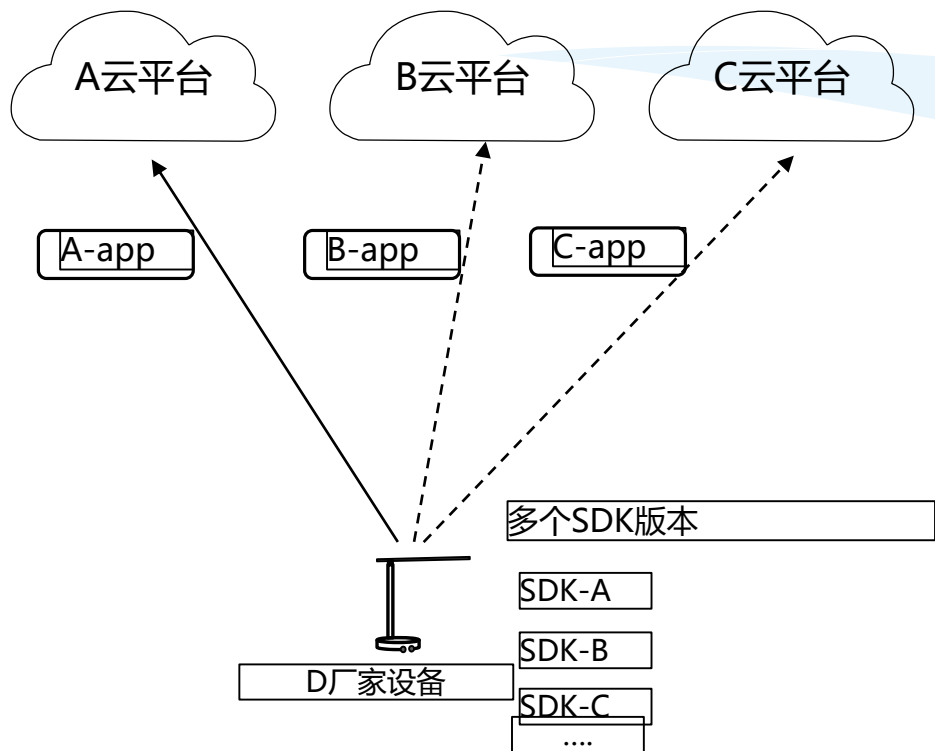 A云平台
B云平台
C云平台
A-app
B-app
C-app
多个SDK版本
SDK-A
SDK-B
D厂家设备
SDK-C
....